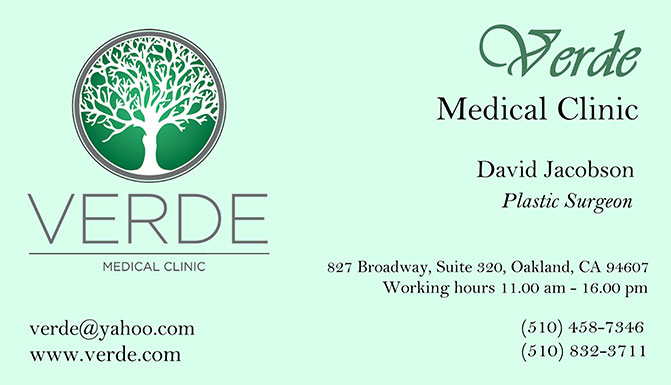 Verde
Medical Clinic
David Jacobson
Plastic Surgeon
VERDE
MEDICAL CLINIC
827 Broadway, Suite 320, Oakland, CA 94607
Working hours 11.00 am - 16.00 pm
verde@yahoo.com
www.verde.com
(510) 458-7346
(510) 832-3711